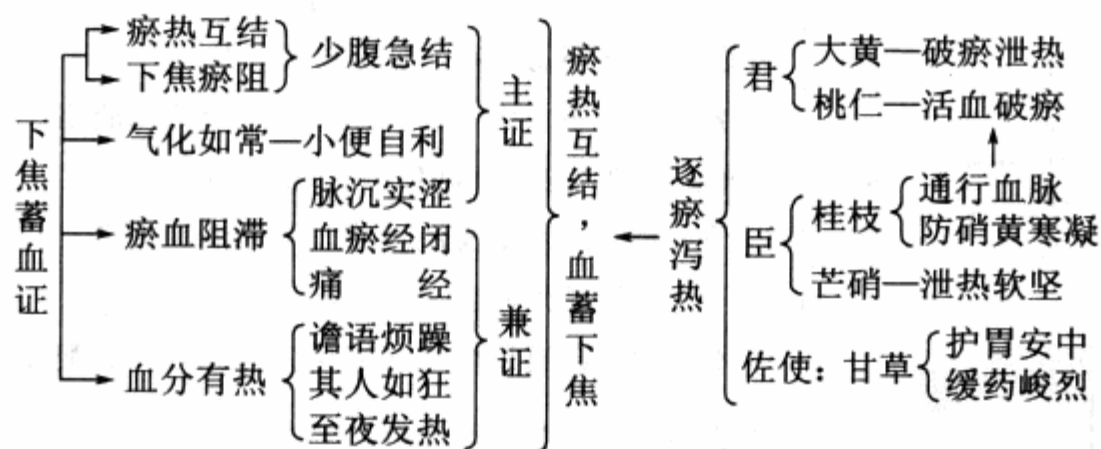 下焦蓄血证
瘀热互结
下焦瘀阻
少腹急结
气化如常—小便自利
瘀血阻滞
脉沉实涩
血瘀经闭
痛 经
血分有热
谵语烦躁
其人如狂
至夜发热
主证
兼证
瘀热互结，血蓄下焦
逐瘀泻热
君
大黄—破瘀泄热
桃仁—活血破瘀
臣
桂枝
通行血脉
防硝黄寒凝
芒硝—泄热软坚
佐使：甘草
护胃安中
缓药峻烈